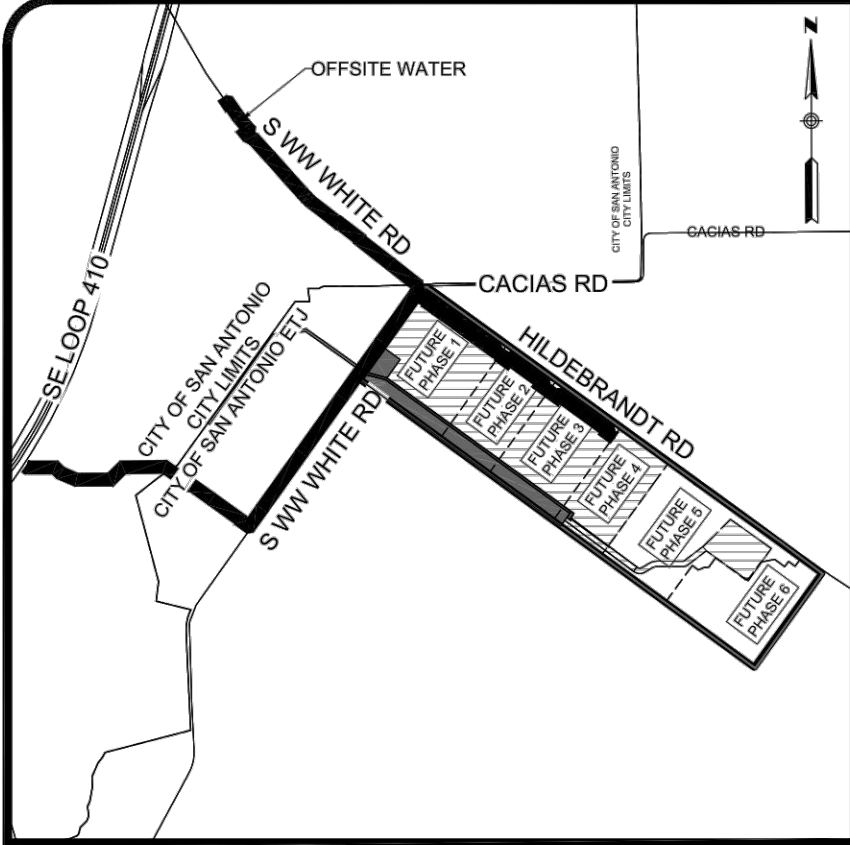 N
OFFSITE WATER
S WW WHITE RD
CITY OF SAN ANTONIO
CITY LIMITS
CACIAS RD
CACIAS RD
SE LOOP 410
CITY OF SAN ANTONIO
CITY LIMITS
CITY OF SAN ANTONIO ETJ
HILDEBRANDT RD
S WW WHITE RD
FUTURE
PHASE 1
FUTURE
PHASE 2
FUTURE
PHASE 3
FUTURE
PHASE 4
FUTURE
PHASE 5
FUTURE
PHASE 6